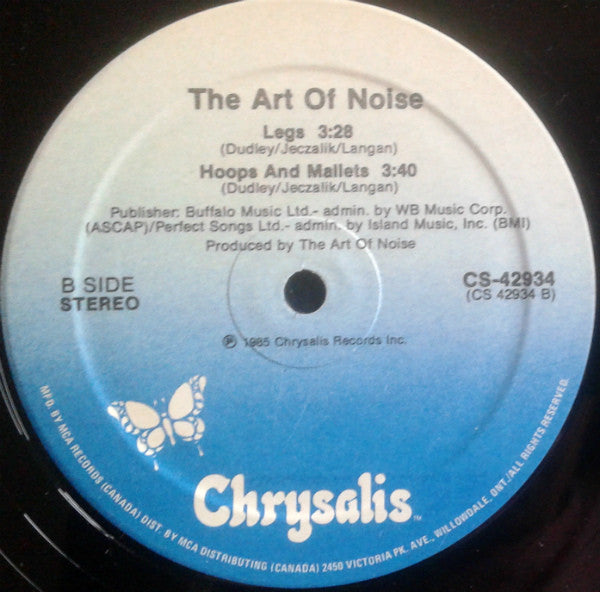 The Art Of Noise
Legs 3:28
(Dudley/Jeczalik/Langan)
Hoops And Mallets 3:40
(Dudley/Jeczalik/Langan)
Publisher: Buffalo Music Ltd.- admin. by WB Music Corp.
(ASCAP)/Perfect Songs Ltd.- admin. by Island Music, Inc. (BMI)
Produced by The Art Of Noise
B SIDE
STEREO
CS-42934
(CS 42934 B)
℗ 1985 Chrysalis Records Inc.
Chrysalis™
MFD. BY MCA RECORDS (CANADA) DIST. BY MCA DISTRIBUTING (CANADA) 2450 VICTORIA PK. AVE., WILLOWDALE, ONT./ALL RIGHTS RESERVED.